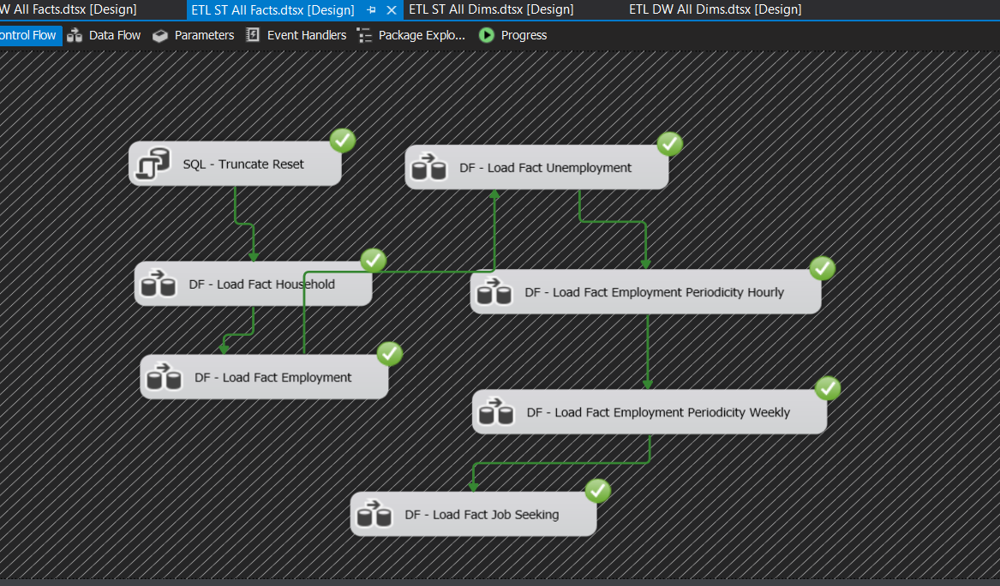 W All Facts.dtsx [Design] ETL ST All Facts.dtsx [Design] ETL ST All Dims.dtsx [Design] ETL DW All Dims.dtsx [Design]
ontrol Flow Data Flow Parameters Event Handlers Package Explo... Progress
SQL - Truncate Reset
DF - Load Fact Unemployment
DF - Load Fact Household
DF - Load Fact Employment Periodicity Hourly
DF - Load Fact Employment
DF - Load Fact Employment Periodicity Weekly
DF - Load Fact Job Seeking